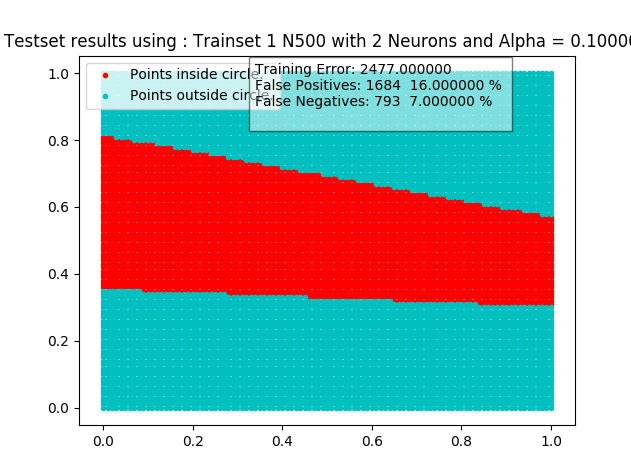 Testset results using : Trainset 1 N500 with 2 Neurons and Alpha = 0.1000
Points inside circle
Points outside circle
Training Error: 2477.000000
False Positives: 1684  16.000000 %
False Negatives: 793  7.000000 %
1.0
0.8
0.6
0.4
0.2
0.0
0.0 0.2 0.4 0.6 0.8 1.0